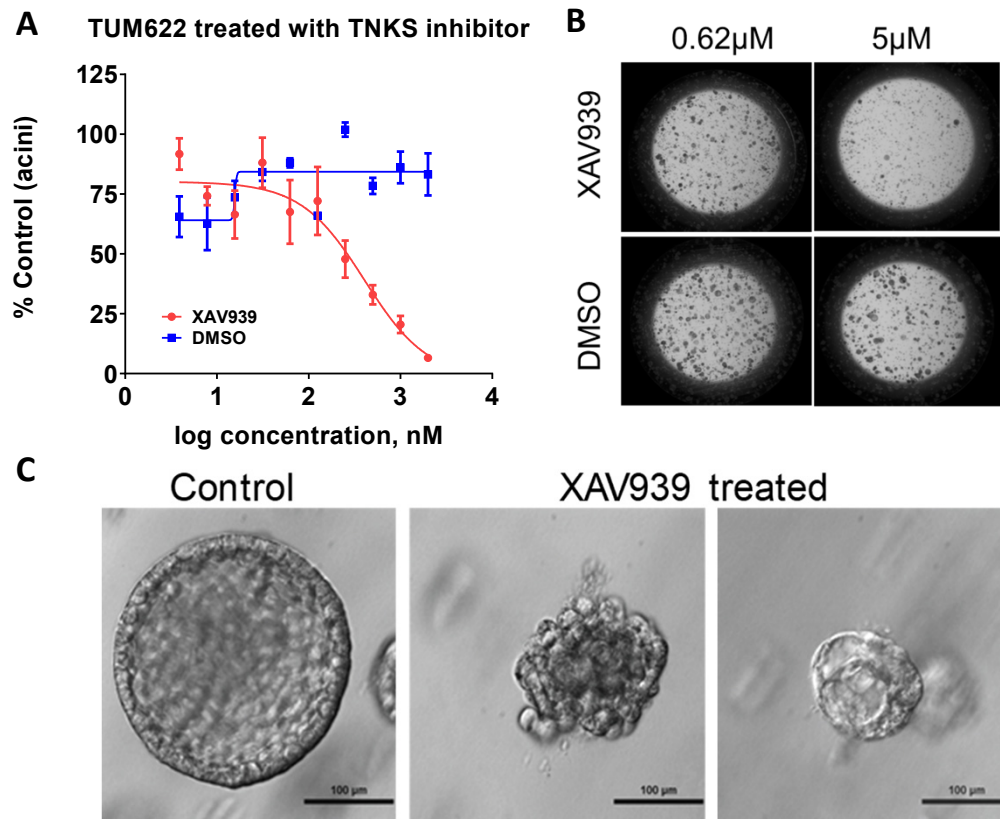 A
TUM622 treated with TNKS inhibitor
% Control (acini)
125
100
75
50
25
0
XAV939
DMSO
0 1 2 3 4
log concentration, nM
B
0.62µM 5µM
XAV939
DMSO
C
Control XAV939 treated
100 µm 100 µm 100 µm